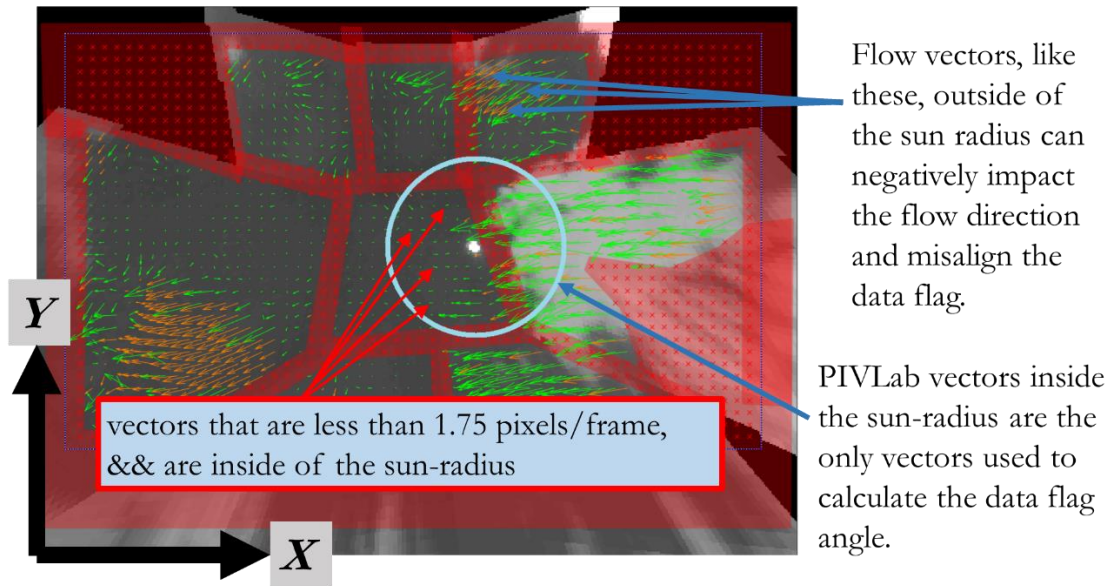 Flow vectors, like
these, outside of
the sun radius can
negatively impact
the flow direction
and misalign the
data flag.
PIVLab vectors inside
the sun-radius are the
only vectors used to
calculate the data flag
angle.
vectors that are less than 1.75 pixels/frame,
&& are inside of the sun-radius
Y
X